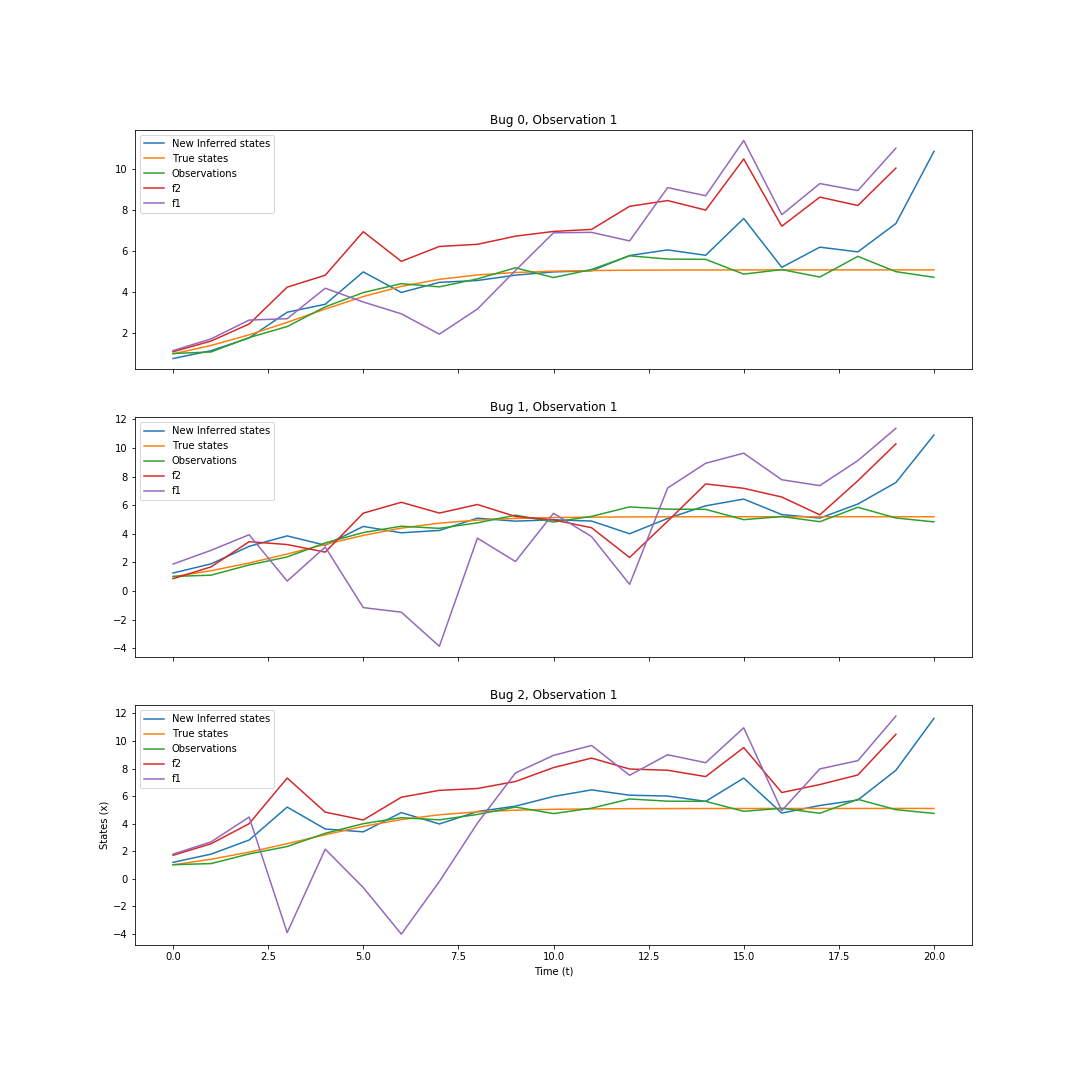 Bug 0, Observation 1
New Inferred states
True states
Observations
f2
f1
10
8
6
4
2
Bug 1, Observation 1
New Inferred states
True states
Observations
f2
f1
12
10
8
6
4
2
0
−2
−4
Bug 2, Observation 1
New Inferred states
True states
Observations
f2
f1
12
10
8
6
4
2
0
−2
−4
States (x)
0.0 2.5 5.0 7.5 10.0 12.5 15.0 17.5 20.0
Time (t)